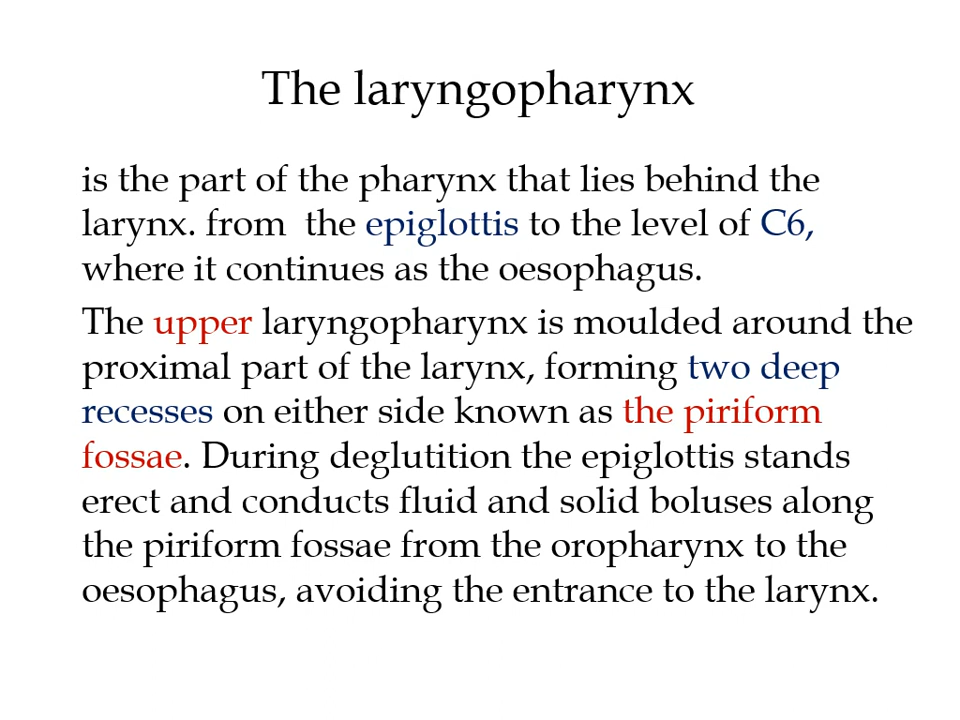 The laryngopharynx
is the part of the pharynx that lies behind the
larynx. from  the epiglottis to the level of C6,
where it continues as the oesophagus.
The upper laryngopharynx is moulded around the
proximal part of the larynx, forming two deep
recesses on either side known as the piriform
fossae. During deglutition the epiglottis stands
erect and conducts fluid and solid boluses along
the piriform fossae from the oropharynx to the
oesophagus, avoiding the entrance to the larynx.